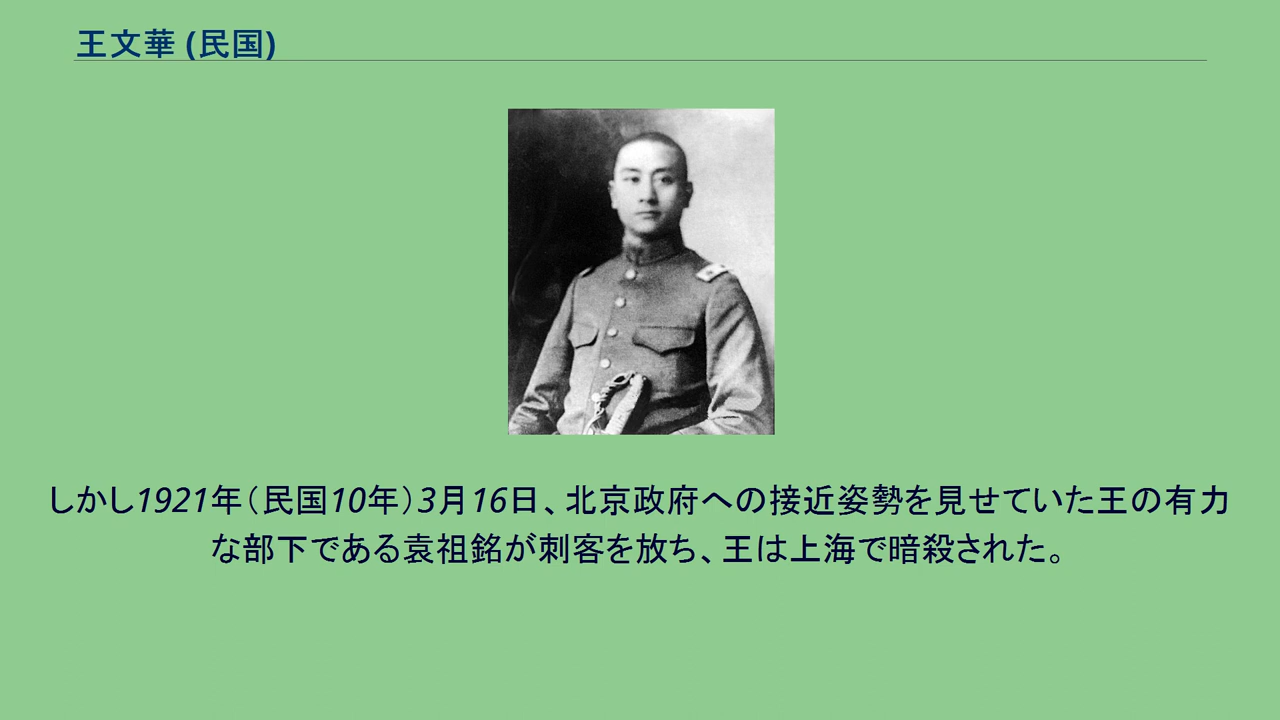 王文華 (民国)
しかし1921年（民国10年）3月16日、北京政府への接近姿勢を見せていた王の有力
な部下である袁祖銘が刺客を放ち、王は上海で暗殺された。